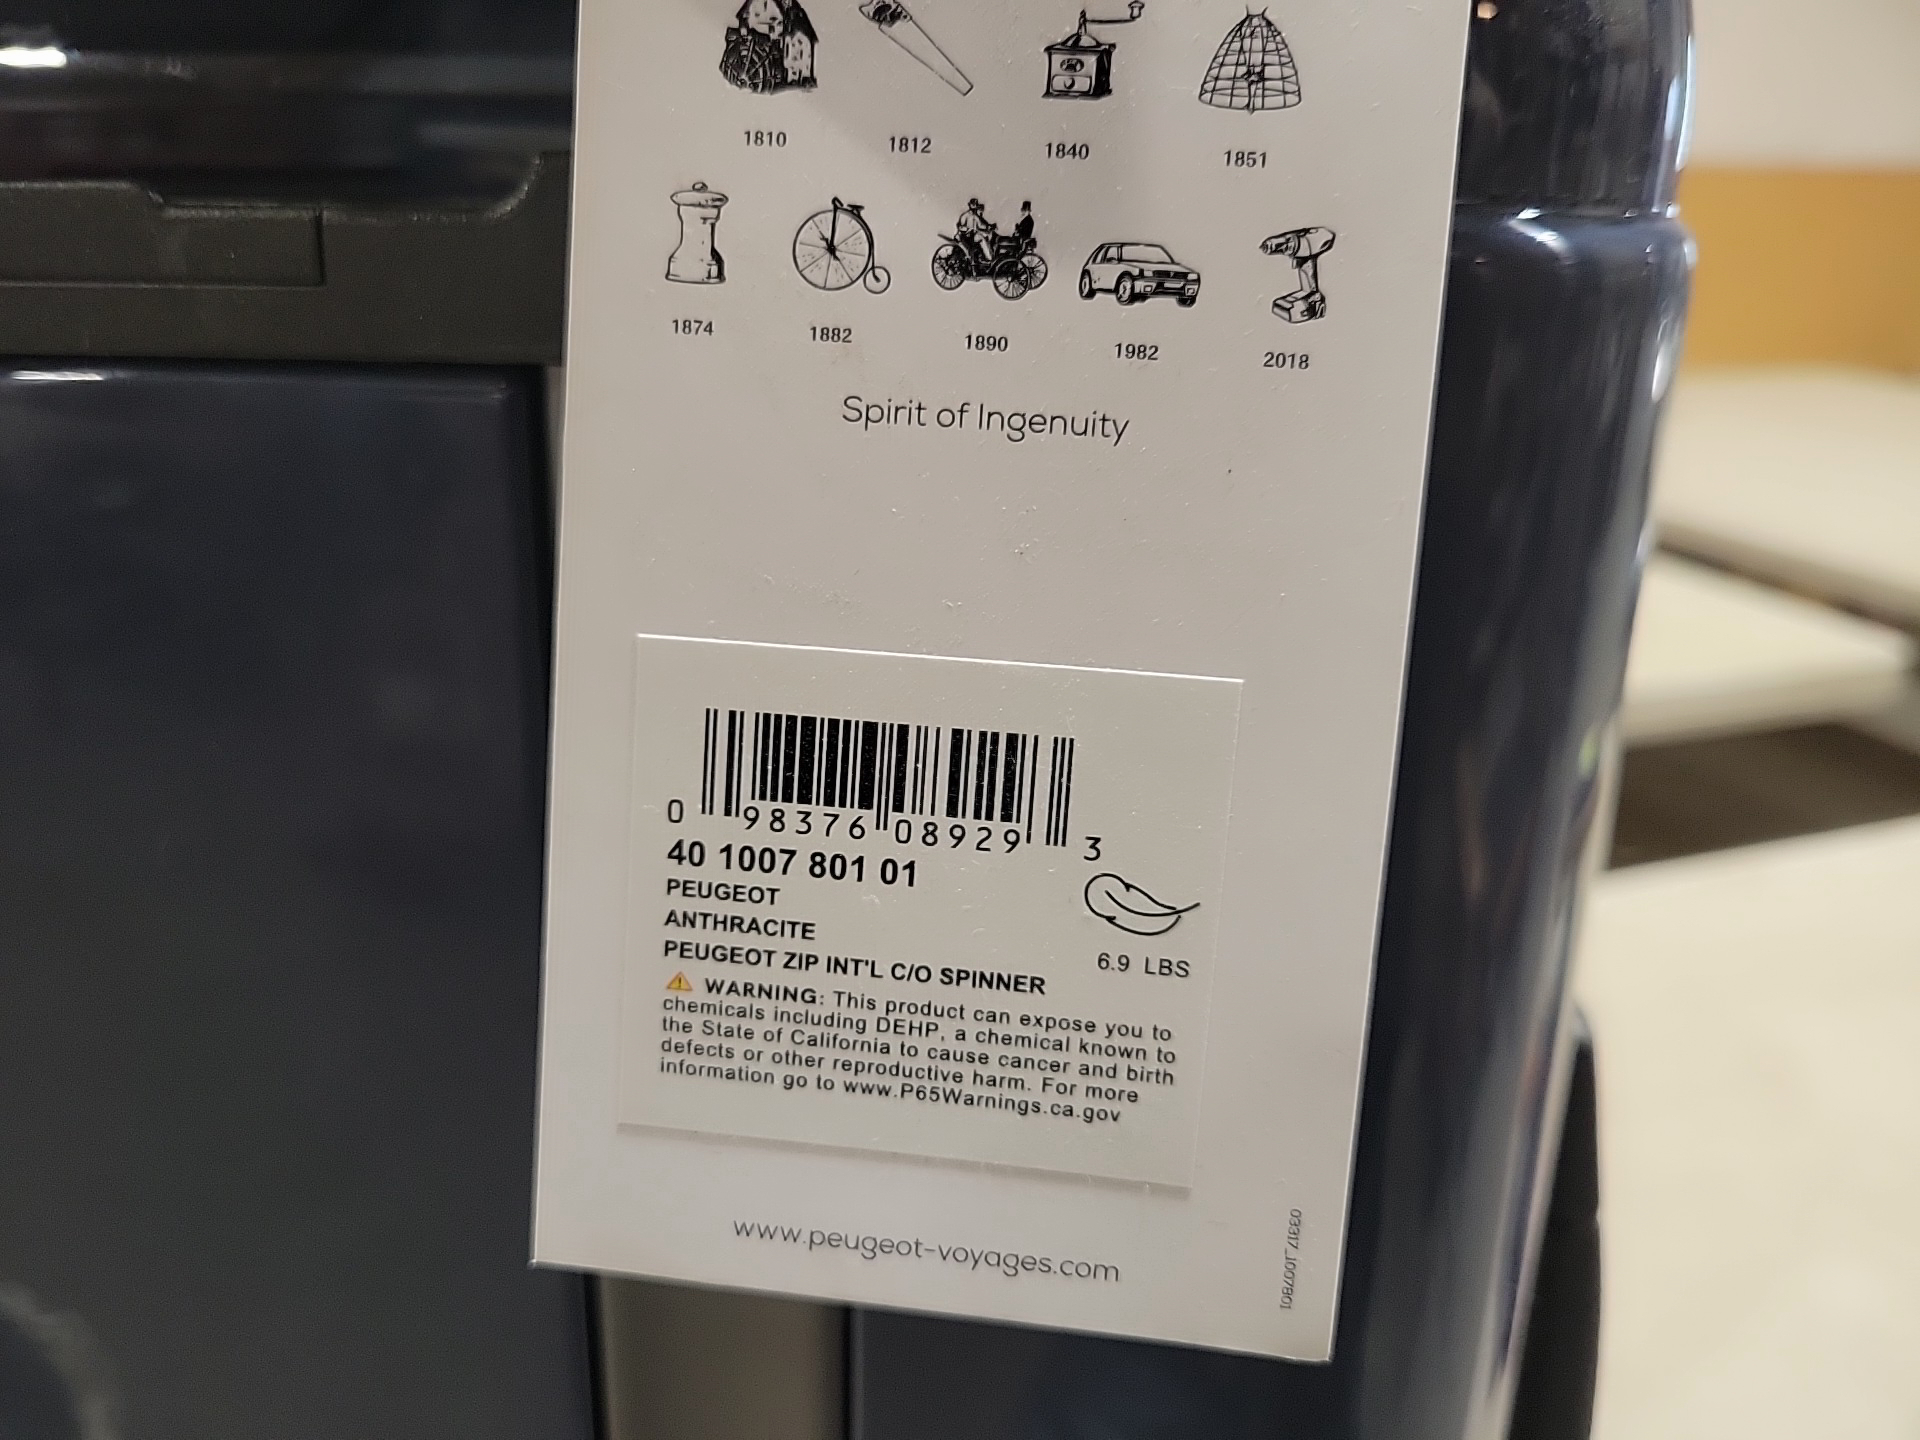 1810 1812 1840 1851
1874 1882 1890 1982 2018
Spirit of Ingenuity
0 98376 08929 3
40 1007 801 01
PEUGEOT
ANTHRACITE
PEUGEOT ZIP INT'L C/O SPINNER
6.9 LBS
⚠ WARNING: This product can expose you to
chemicals including DEHP, a chemical known to
the State of California to cause cancer and birth
defects or other reproductive harm. For more
information go to www.P65Warnings.ca.gov
www.peugeot-voyages.com
03317_1007801